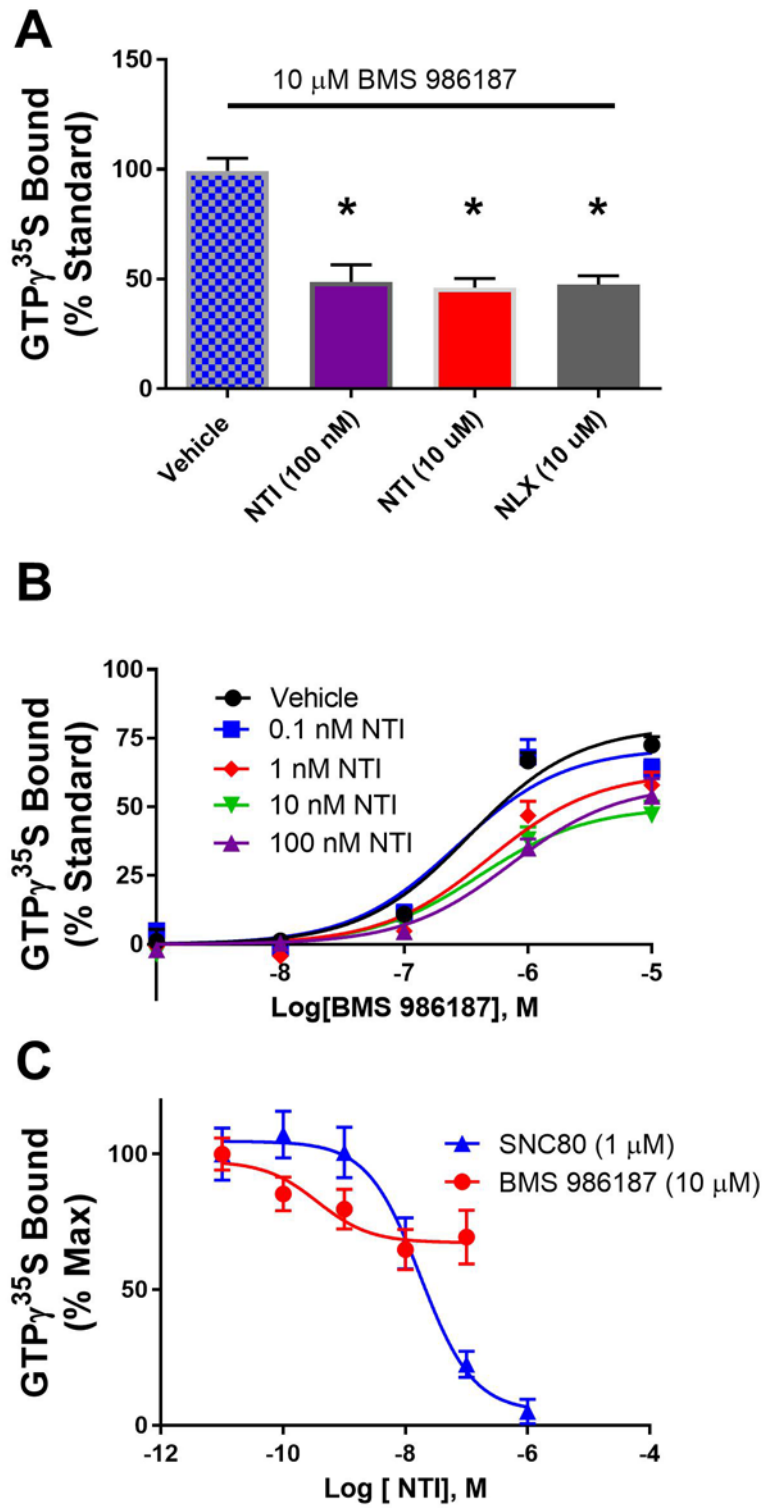 A
GTPγ35S Bound
(% Standard)
150
100
50
0
10 μM BMS 986187
*
*
*
Vehicle
NTI (100 nM)
NTI (10 uM)
NLX (10 uM)
B
GTPγ35S Bound
(% Standard)
100
75
50
25
0
Vehicle
0.1 nM NTI
1 nM NTI
10 nM NTI
100 nM NTI
-8
-7
-6
-5
Log[BMS 986187], M
C
GTPγ35S Bound
(% Max)
100
50
0
SNC80 (1 μM)
BMS 986187 (10 μM)
-12
-10
-8
-6
-4
Log [ NTI], M